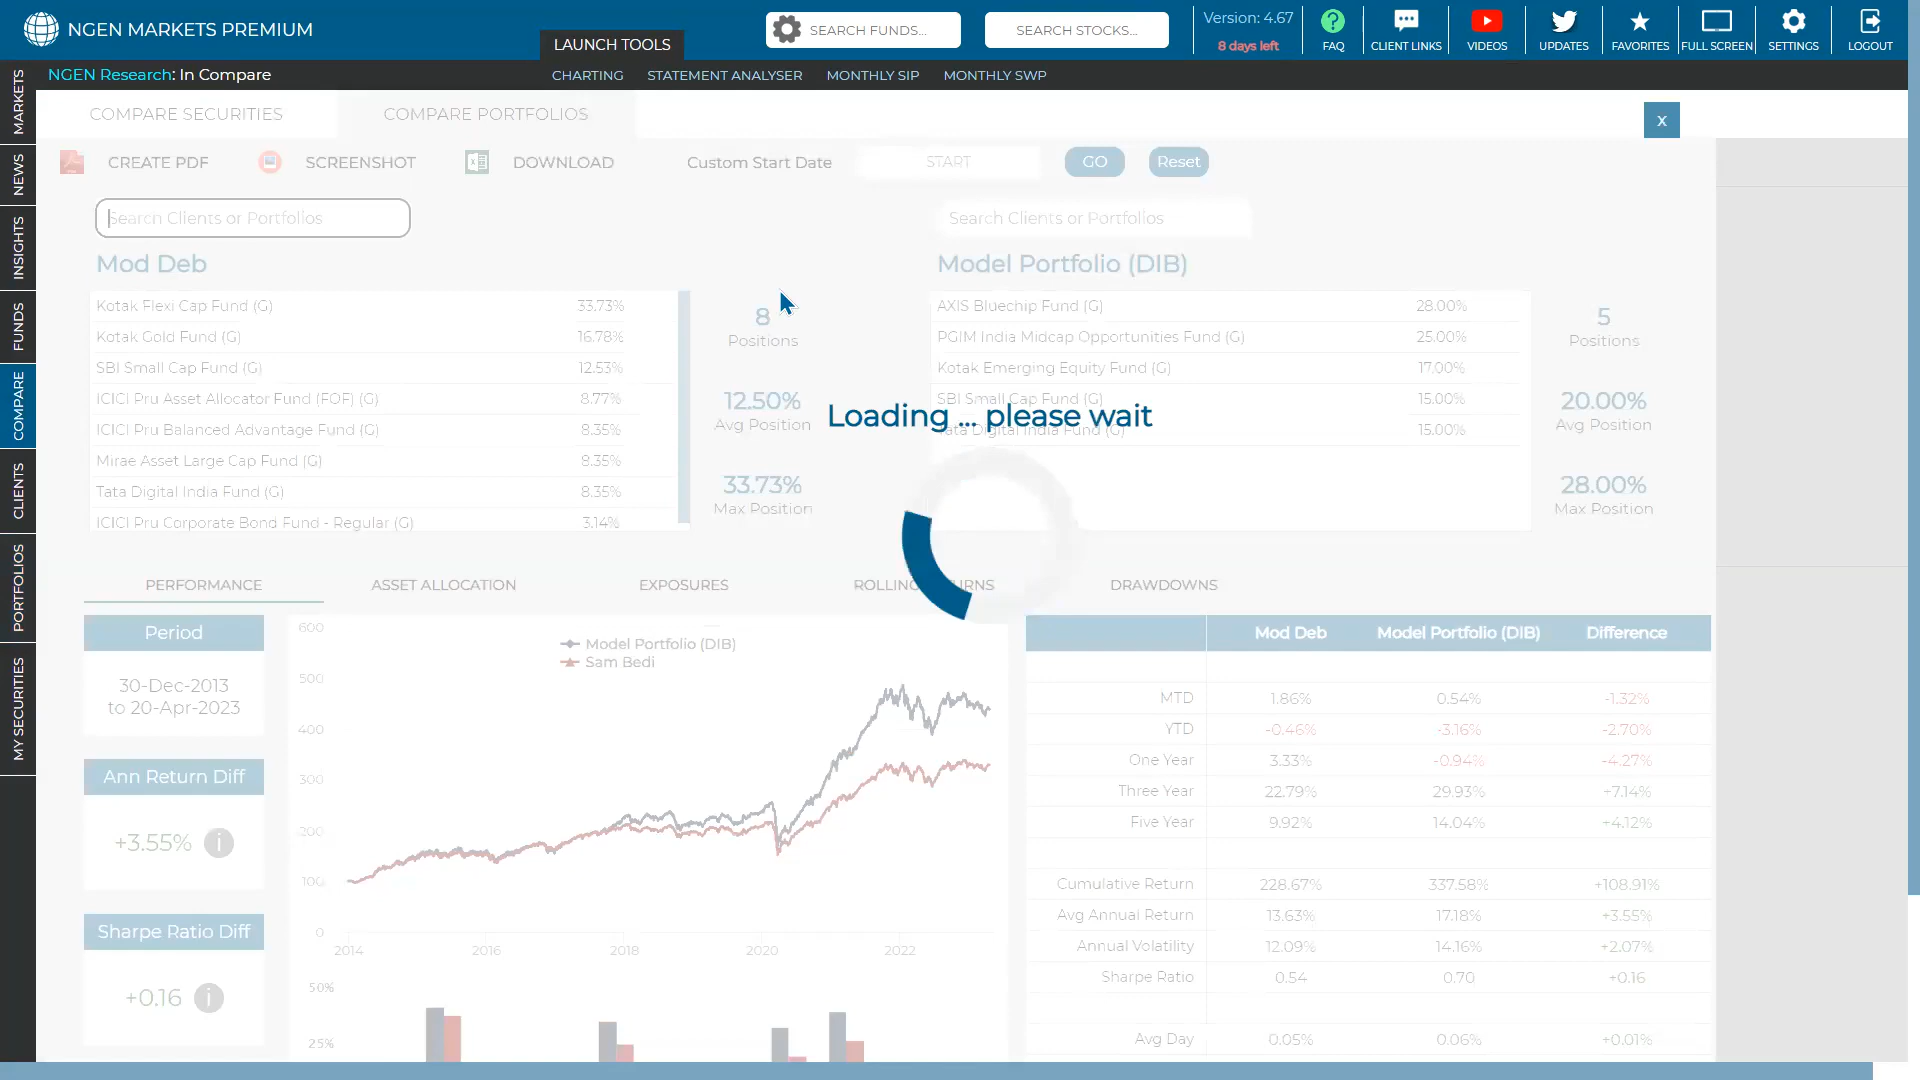 NGEN MARKETS PREMIUM
LAUNCH TOOLS
SEARCH FUNDS...
SEARCH STOCKS...
Version: 4.67
8 days left
FAQ
CLIENT LINKS
VIDEOS
UPDATES
FAVORITES
FULL SCREEN
SETTINGS
LOGOUT
NGEN Research: In Compare
CHARTING
STATEMENT ANALYSER
MONTHLY SIP
MONTHLY SWP
MARKETS
NEWS
INSIGHTS
FUNDS
COMPARE
CLIENTS
PORTFOLIOS
MY SECURITIES
COMPARE SECURITIES
COMPARE PORTFOLIOS
X
CREATE PDF
SCREENSHOT
DOWNLOAD
Custom Start Date
START
GO
Reset
Search Clients or Portfolios
Search Clients or Portfolios
Mod Deb
Kotak Flexi Cap Fund (G) 33.73%
Kotak Gold Fund (G) 16.78%
SBI Small Cap Fund (G) 12.53%
ICICI Pru Asset Allocator Fund (FOF) (G) 8.77%
ICICI Pru Balanced Advantage Fund (G) 8.35%
Mirae Asset Large Cap Fund (G) 8.35%
Tata Digital India Fund (G) 8.35%
ICICI Pru Corporate Bond Fund - Regular (G) 3.14%
8
Positions
12.50%
Avg Position
33.73%
Max Position
Loading ... please wait
Model Portfolio (DIB)
AXIS Bluechip Fund (G) 28.00%
PGIM India Midcap Opportunities Fund (G) 25.00%
Kotak Emerging Equity Fund (G) 17.00%
SBI Small Cap Fund (G) 15.00%
Tata Digital India Fund (G) 15.00%
5
Positions
20.00%
Avg Position
28.00%
Max Position
PERFORMANCE
ASSET ALLOCATION
EXPOSURES
ROLLING RETURNS
DRAWDOWNS
Period
30-Dec-2013
to 20-Apr-2023
Ann Return Diff
+3.55%
i
Sharpe Ratio Diff
+0.16
i
Model Portfolio (DIB)
Sam Bedi
600
500
400
300
200
100
0
2014 2016 2018 2020 2022
50%
25%
Mod Deb Model Portfolio (DIB) Difference
MTD 1.86% 0.54% -1.32%
YTD -0.46% -3.16% -2.70%
One Year 3.33% -0.94% -4.27%
Three Year 22.79% 29.93% +7.14%
Five Year 9.92% 14.04% +4.12%
Cumulative Return 228.67% 337.58% +108.91%
Avg Annual Return 13.63% 17.18% +3.55%
Annual Volatility 12.09% 14.16% +2.07%
Sharpe Ratio 0.54 0.70 +0.16
Avg Day 0.05% 0.06% +0.01%